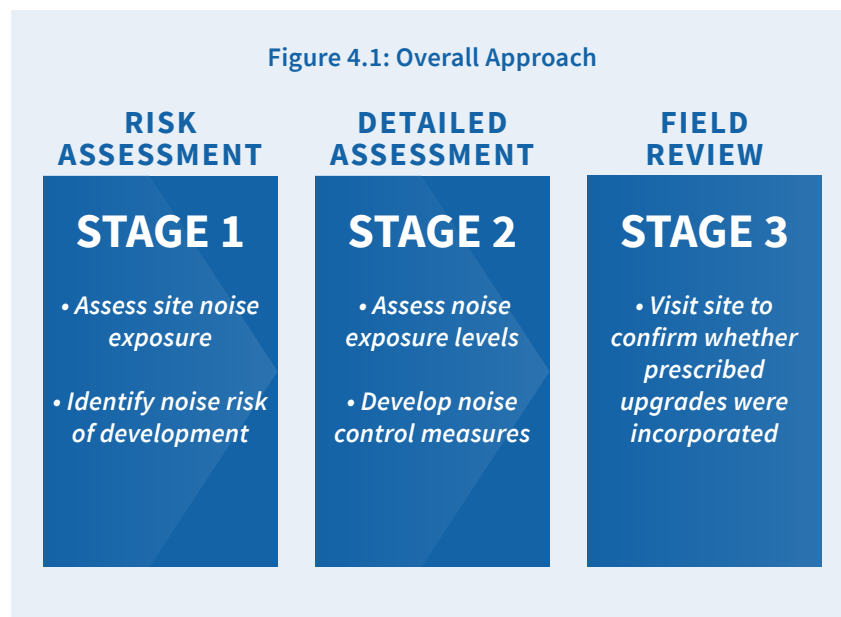 Figure 4.1: Overall Approach
RISK
ASSESSMENT
STAGE 1
• Assess site noise
exposure
• Identify noise risk
of development
DETAILED
ASSESSMENT
STAGE 2
• Assess noise
exposure levels
• Develop noise
control measures
FIELD
REVIEW
STAGE 3
• Visit site to
confirm whether
prescribed
upgrades were
incorporated